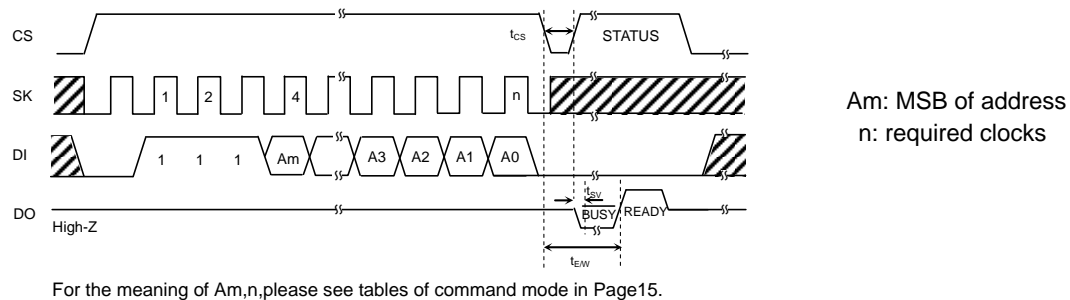 CS
tCS
STATUS
SK
1
2
4
n
DI
1
1
1
Am
A3
A2
A1
A0
tSV
DO
BUSY
READY
High-Z
tE/W
Am: MSB of address
n: required clocks
For the meaning of Am,n,please see tables of command mode in Page15.